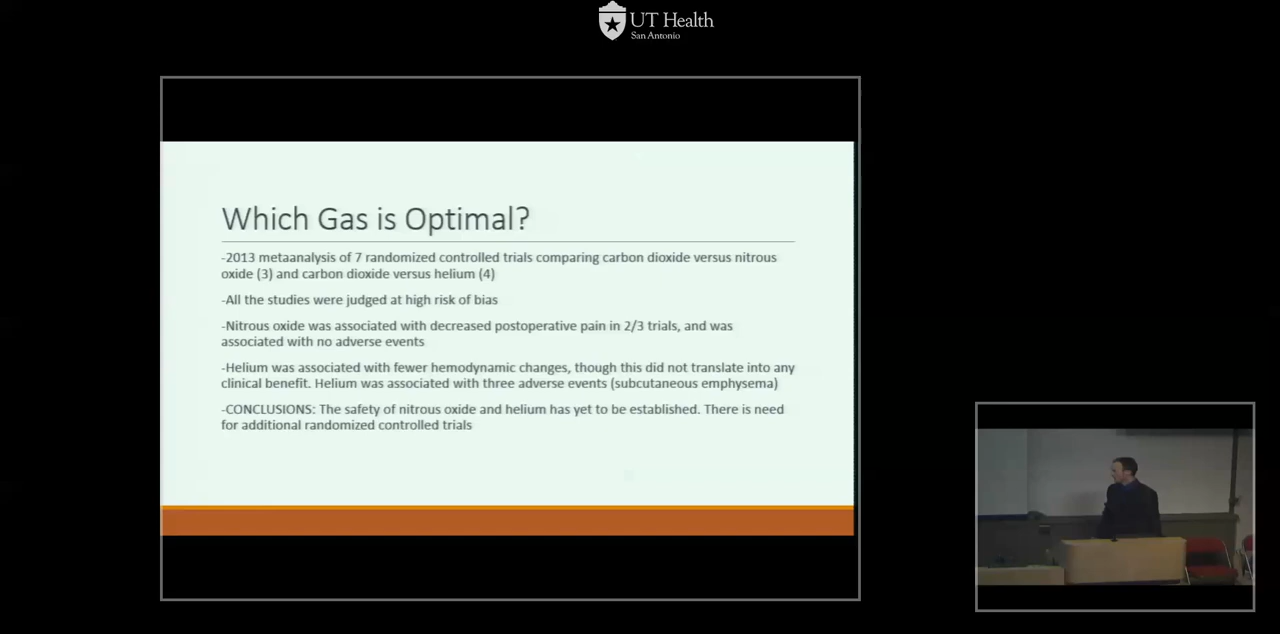 UT Health
San Antonio
Which Gas is Optimal?
-2013 metaanalysis of 7 randomized controlled trials comparing carbon dioxide versus nitrous
oxide (3) and carbon dioxide versus helium (4)
-All the studies were judged at high risk of bias
-Nitrous oxide was associated with decreased postoperative pain in 2/3 trials, and was
associated with no adverse events
-Helium was associated with fewer hemodynamic changes, though this did not translate into any
clinical benefit. Helium was associated with three adverse events (subcutaneous emphysema)
-CONCLUSIONS: The safety of nitrous oxide and helium has yet to be established. There is need
for additional randomized controlled trials